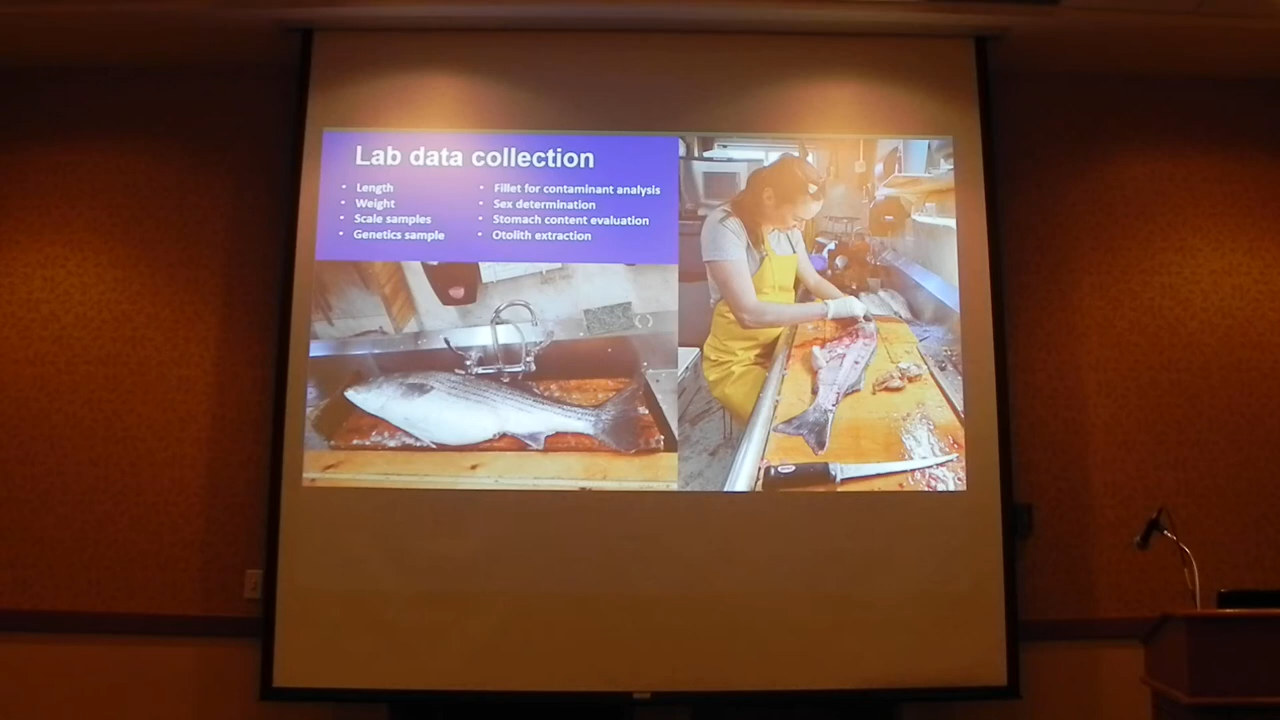 Lab data collection
• Length
• Weight
• Scale samples
• Genetics sample
• Fillet for contaminant analysis
• Sex determination
• Stomach content evaluation
• Otolith extraction